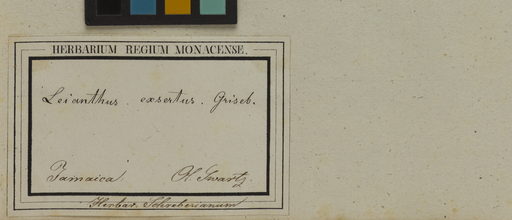 HERBARIUM REGIUM MONACENSE.
Leianthus. exsertus. Griseb.
Jamaica. O. Swartz.
Herbar. Schreberianum